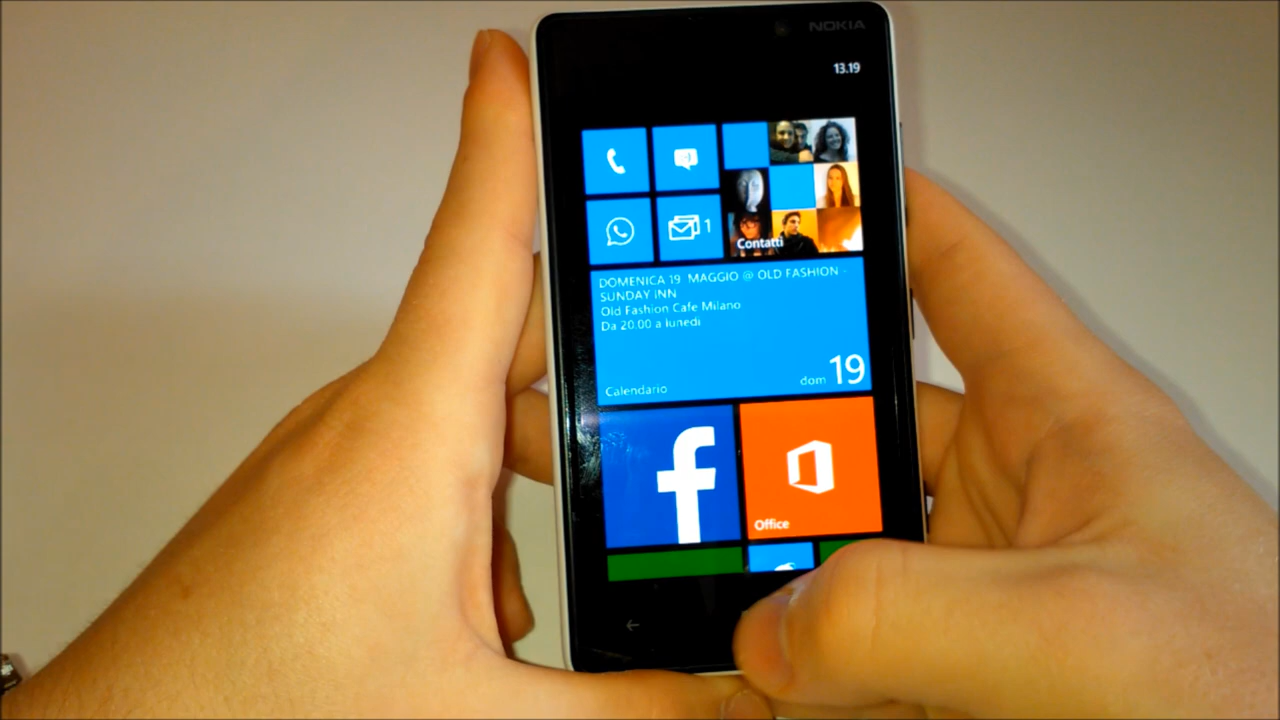 NOKIA
13.19
1
Contatti
DOMENICA 19 MAGGIO @ OLD FASHION -
SUNDAY INN
Old Fashion Cafe Milano
Da 20.00 a lunedì
Calendario
dom 19
f
Office